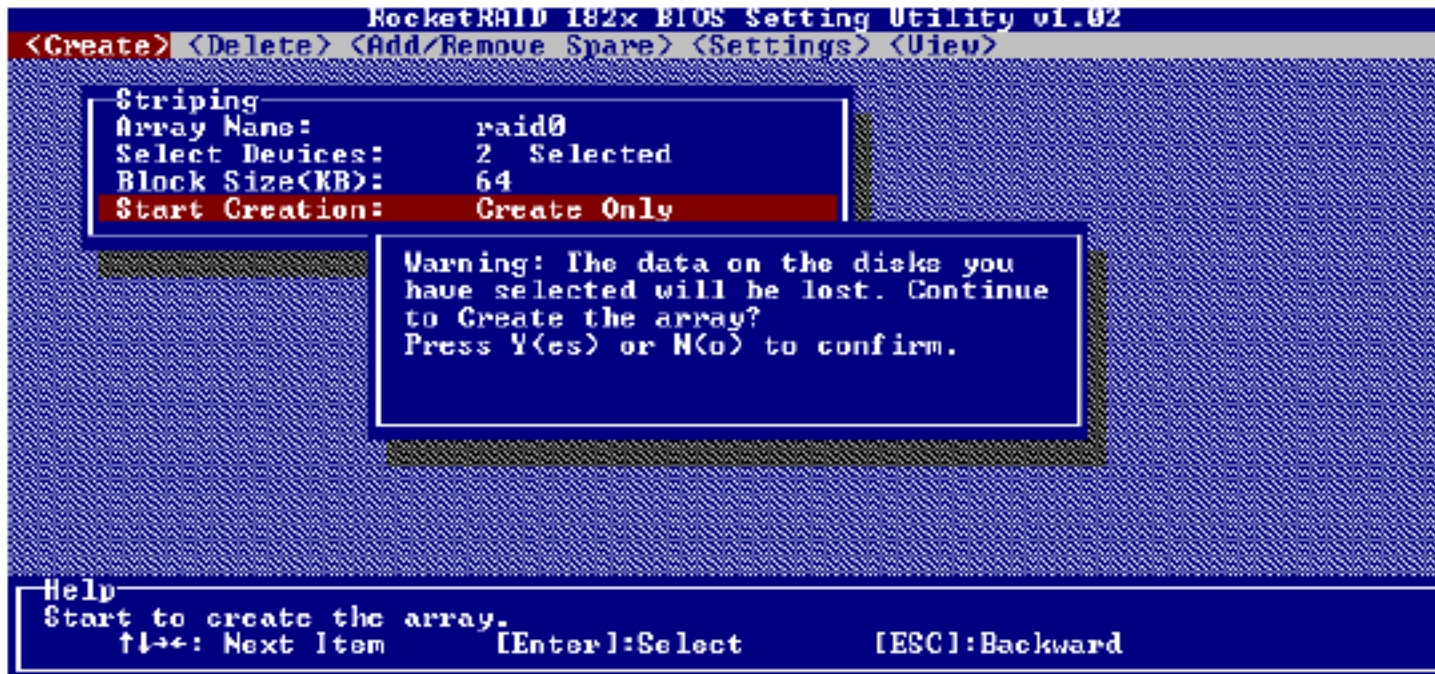 RocketRAID 182x BIOS Setting Utility v1.02
<Create> <Delete> <Add/Remove Spare> <Settings> <View>
Striping
Array Name: raid0
Select Devices: 2 Selected
Block Size(KB): 64
Start Creation: Create Only
Warning: The data on the disks you
have selected will be lost. Continue
to Create the array?
Press Y(es) or N(o) to confirm.
Help
Start to create the array.
↑↓→←: Next Item [Enter]:Select [ESC]:Backward